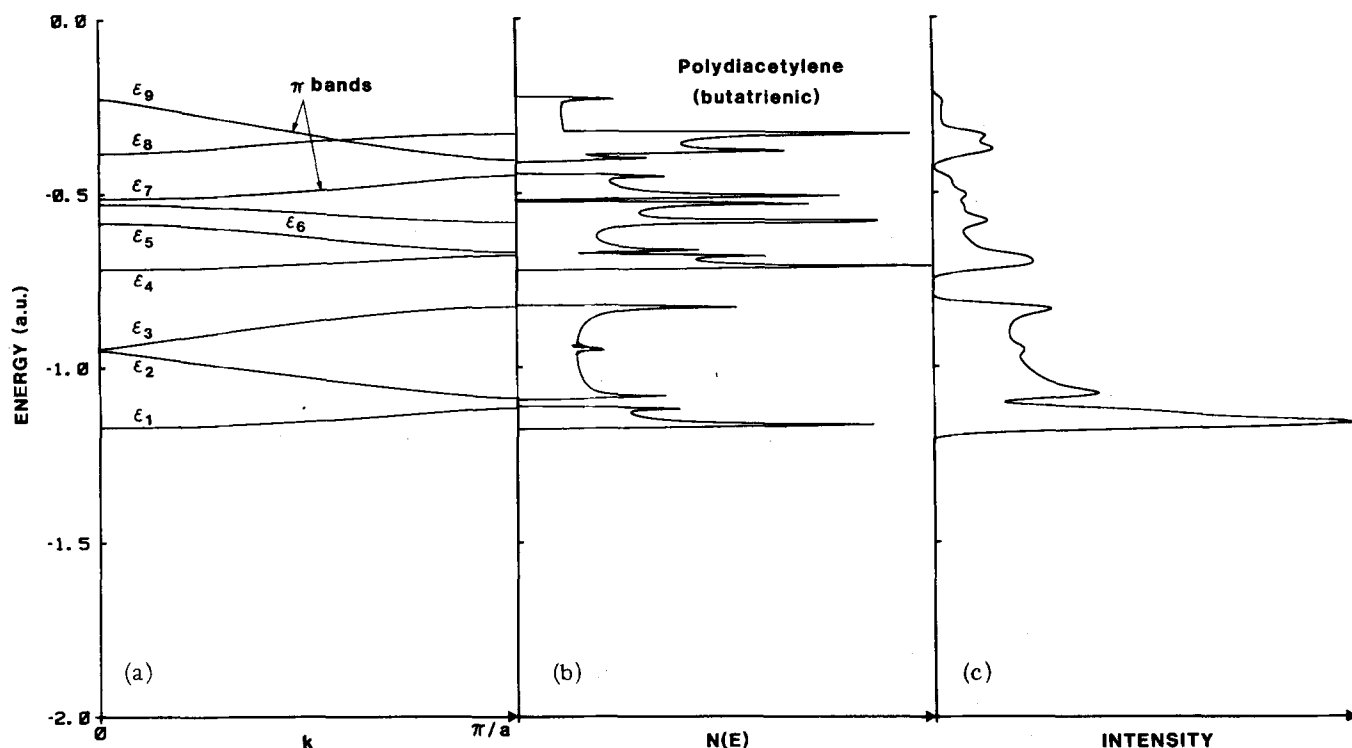 0.0
-0.5
-1.0
-1.5
-2.0
ENERGY (a.u.)
ε9
ε8
ε7
ε6
ε5
ε4
ε3
ε2
ε1
π bands
(a)
0
k
π/a
Polydiacetylene
(butatrienic)
(b)
N(E)
(c)
INTENSITY